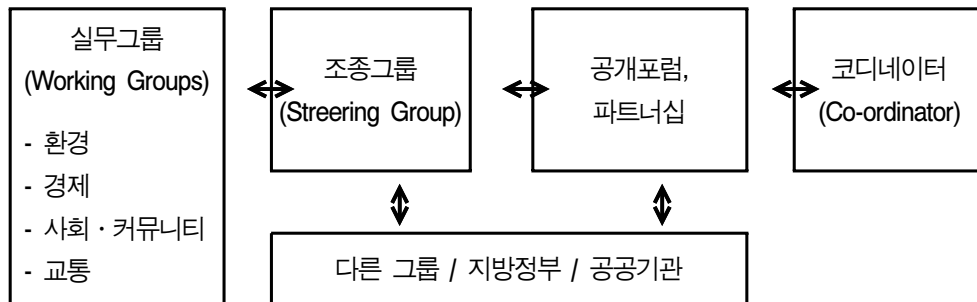 실무그룹
(Working Groups)
- 환경
- 경제
- 사회 · 커뮤니티
- 교통
조종그룹
(Streering Group)
공개포럼,
파트너십
코디네이터
(Co-ordinator)
다른 그룹 / 지방정부 / 공공기관